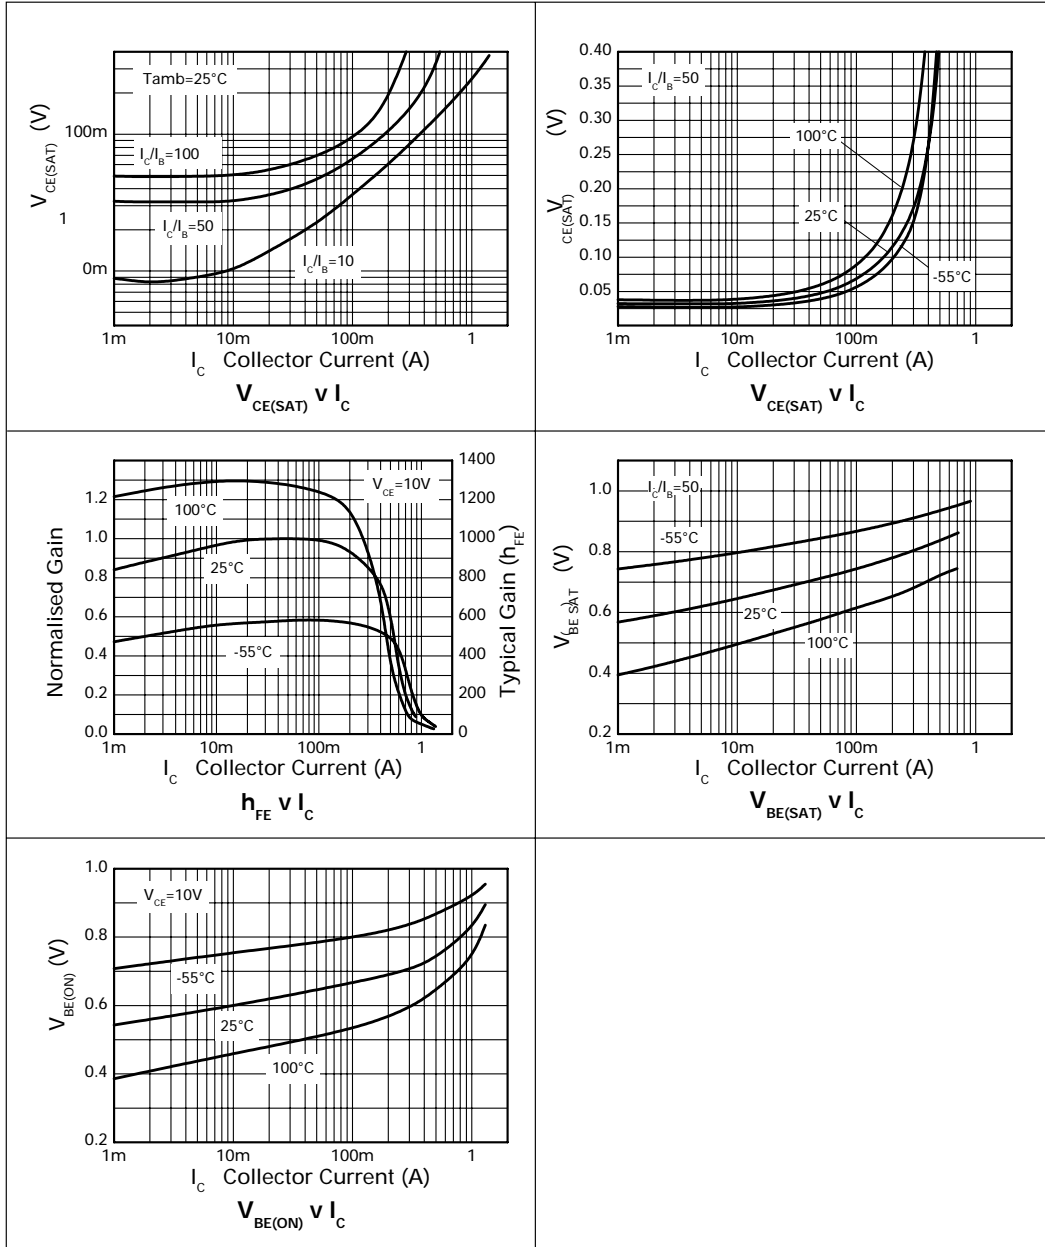 Tamb=25°C
V_CE(SAT) (V)
100m
1
0m
I_C/I_B=100
I_C/I_B=50
I_C/I_B=10
1m 10m 100m 1
I_C Collector Current (A)
V_CE(SAT) v I_C
0.40
0.35
0.30
0.25
0.20
0.15
0.10
0.05
V_CE(SAT) (V)
I_C/I_B=50
100°C
25°C
-55°C
1m 10m 100m 1
I_C Collector Current (A)
V_CE(SAT) v I_C
Normalised Gain
1.2
1.0
0.8
0.6
0.4
0.2
0.0
V_CE=10V
100°C
25°C
-55°C
1400
1200
1000
800
600
400
200
0
Typical Gain (h_FE)
1m 10m 100m 1
I_C Collector Current (A)
h_FE v I_C
V_BE SAT) (V)
1.0
0.8
0.6
0.4
0.2
I_C/I_B=50
-55°C
25°C
100°C
1m 10m 100m 1
I_C Collector Current (A)
V_BE(SAT) v I_C
V_BE(ON) (V)
1.0
0.8
0.6
0.4
0.2
V_CE=10V
-55°C
25°C
100°C
1m 10m 100m 1
I_C Collector Current (A)
V_BE(ON) v I_C